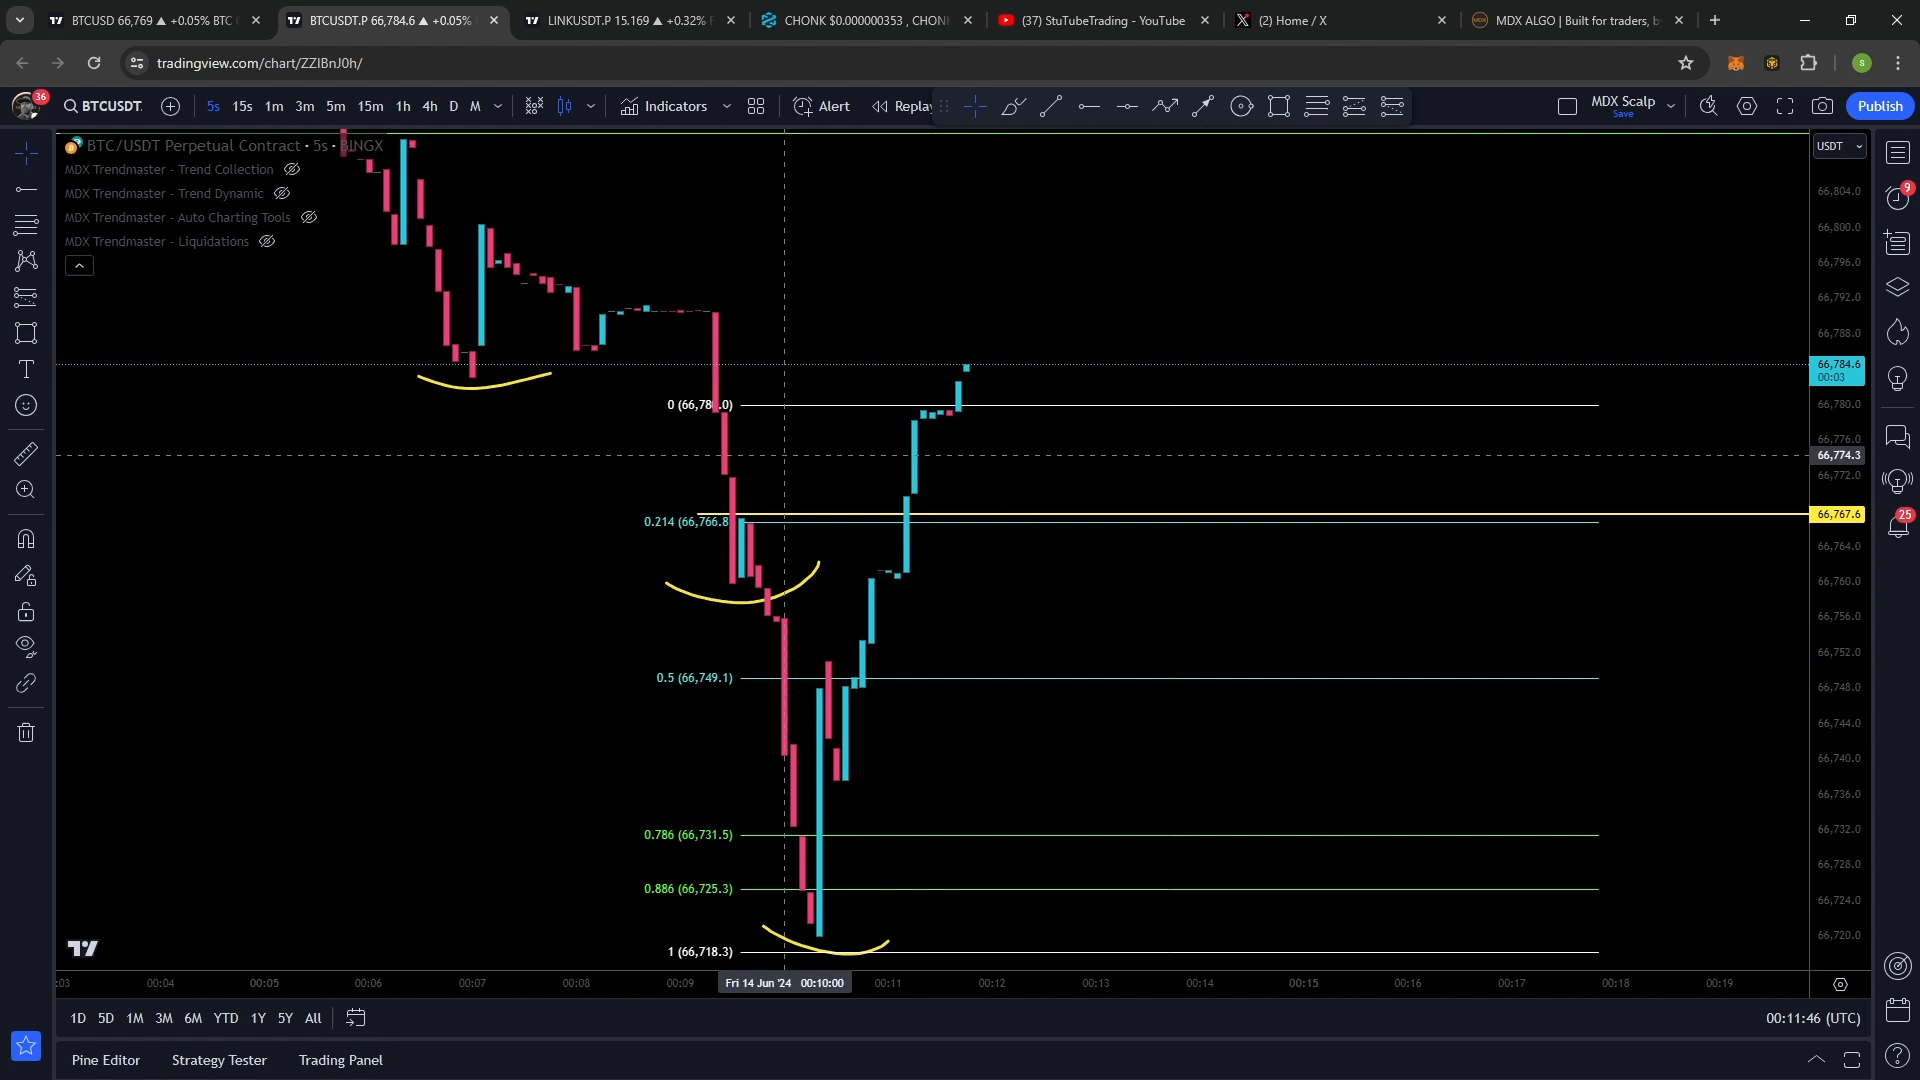 BTCUSD 66,769 ▲ +0.05% BTC
BTCUSDT.P 66,784.6 ▲ +0.05%
LINKUSDT.P 15.169 ▲ +0.32%
CHONK $0.000000353 , CHON
(37) StuTubeTrading - YouTube
(2) Home / X
MDX ALGO | Built for traders, b
tradingview.com/chart/ZZIBnJ0h/
S
36
BTCUSDT.
5s 15s 1m 3m 5m 15m 1h 4h D M
Indicators
Alert
Replay
MDX Scalp
Save
Publish
BTC/USDT Perpetual Contract · 5s · BINGX
MDX Trendmaster - Trend Collection
MDX Trendmaster - Trend Dynamic
MDX Trendmaster - Auto Charting Tools
MDX Trendmaster - Liquidations
USDT
9
66,804.0
66,800.0
66,796.0
66,792.0
66,788.0
66,784.6
00:03
0 (66,78 .0)
66,780.0
66,776.0
66,774.3
66,772.0
66,767.6
25
0.214 (66,766.8
66,764.0
66,760.0
66,756.0
66,752.0
0.5 (66,749.1)
66,748.0
66,744.0
66,740.0
66,736.0
0.786 (66,731.5)
66,732.0
66,728.0
0.886 (66,725.3)
66,724.0
66,720.0
1 (66,718.3)
:03 00:04 00:05 00:06 00:07 00:08 00:09 Fri 14 Jun '24 00:10:00 00:11 00:12 00:13 00:14 00:15 00:16 00:17 00:18 00:19
1D 5D 1M 3M 6M YTD 1Y 5Y All
00:11:46 (UTC)
Pine Editor Strategy Tester Trading Panel